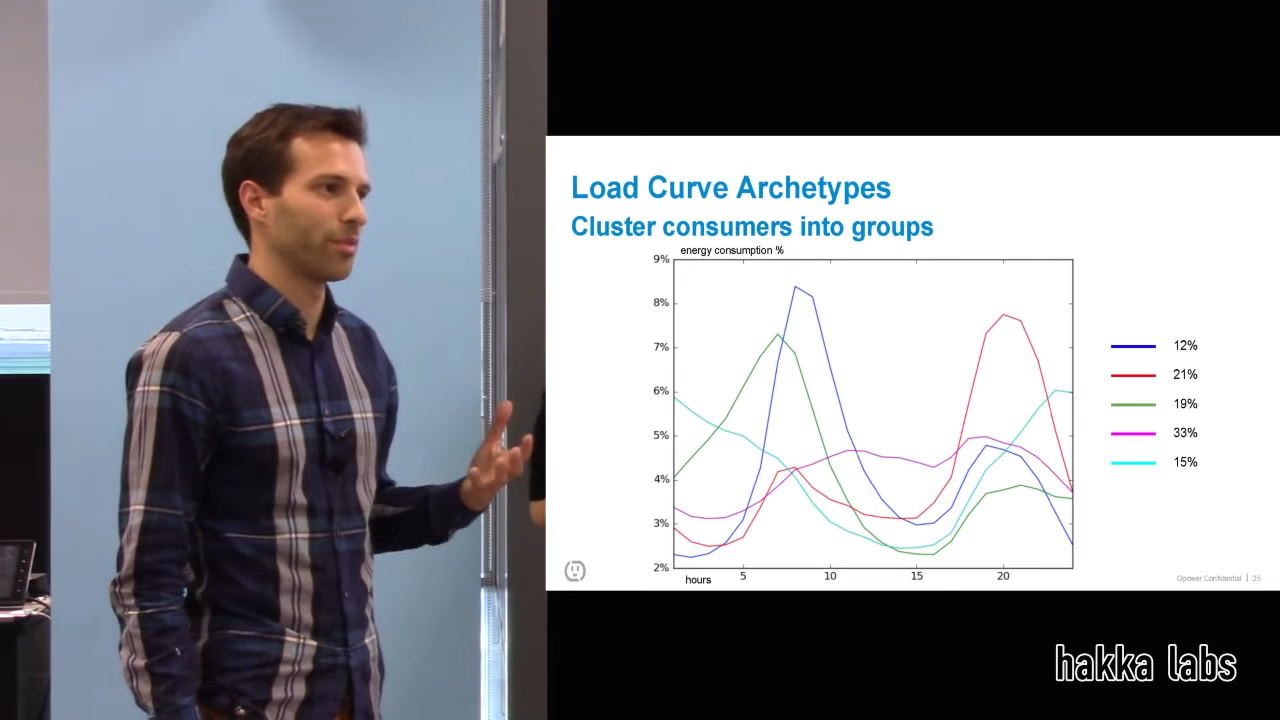 Load Curve Archetypes
Cluster consumers into groups
energy consumption %
9%
8%
7%
6%
5%
4%
3%
2%
hours
5
10
15
20
12%
21%
19%
33%
15%
Opower Confidential | 25
hakka labs